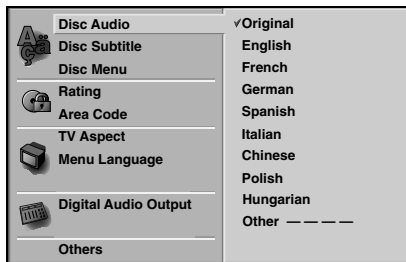 Disc Audio
Disc Subtitle
Disc Menu
Rating
Area Code
TV Aspect
Menu Language
Digital Audio Output
Others
✓Original
English
French
German
Spanish
Italian
Chinese
Polish
Hungarian
Other — — — —